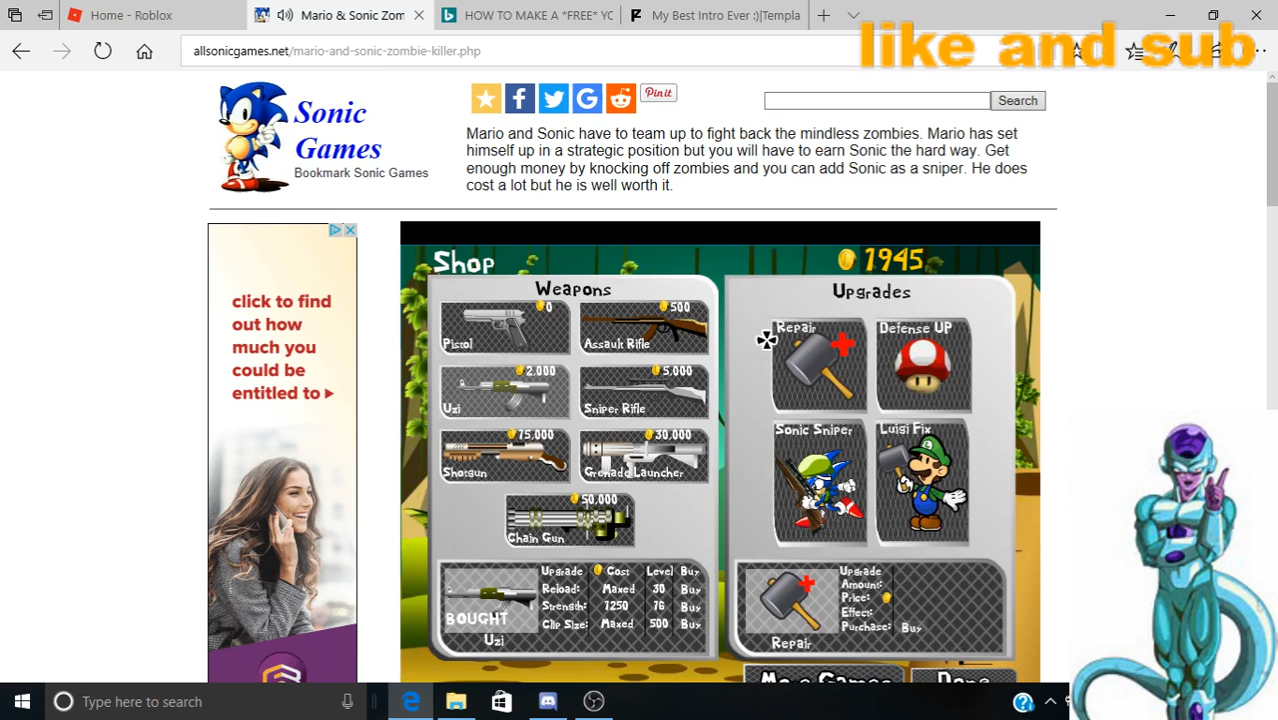 Home - Roblox
Mario & Sonic Zom
HOW TO MAKE A *FREE* YC
My Best Intro Ever :)|Templa
like and sub
allsonicgames.net/mario-and-sonic-zombie-killer.php
Sonic
Games
Bookmark Sonic Games
Pin it
Search
Mario and Sonic have to team up to fight back the mindless zombies. Mario has set
himself up in a strategic position but you will have to earn Sonic the hard way. Get
enough money by knocking off zombies and you can add Sonic as a sniper. He does
cost a lot but he is well worth it.
click to find
out how
much you
could be
entitled to
Shop
1945
Weapons
0
Pistol
500
Assault Rifle
2.000
Uzi
5.000
Sniper Rifle
15.000
Shotgun
30.000
Grenade Launcher
50.000
Chain Gun
Upgrade Cost Level Buy
Reload: Maxed 30 Buy
Strength: 1250 16 Buy
Clip Size: Maxed 500 Buy
BOUGHT
Uzi
Upgrades
Repair
Defense UP
Sonic Sniper
Luigi Fix
Repair
Upgrade
Amount:
Price:
Effect:
Purchase: Buy
More Games
Done
Type here to search